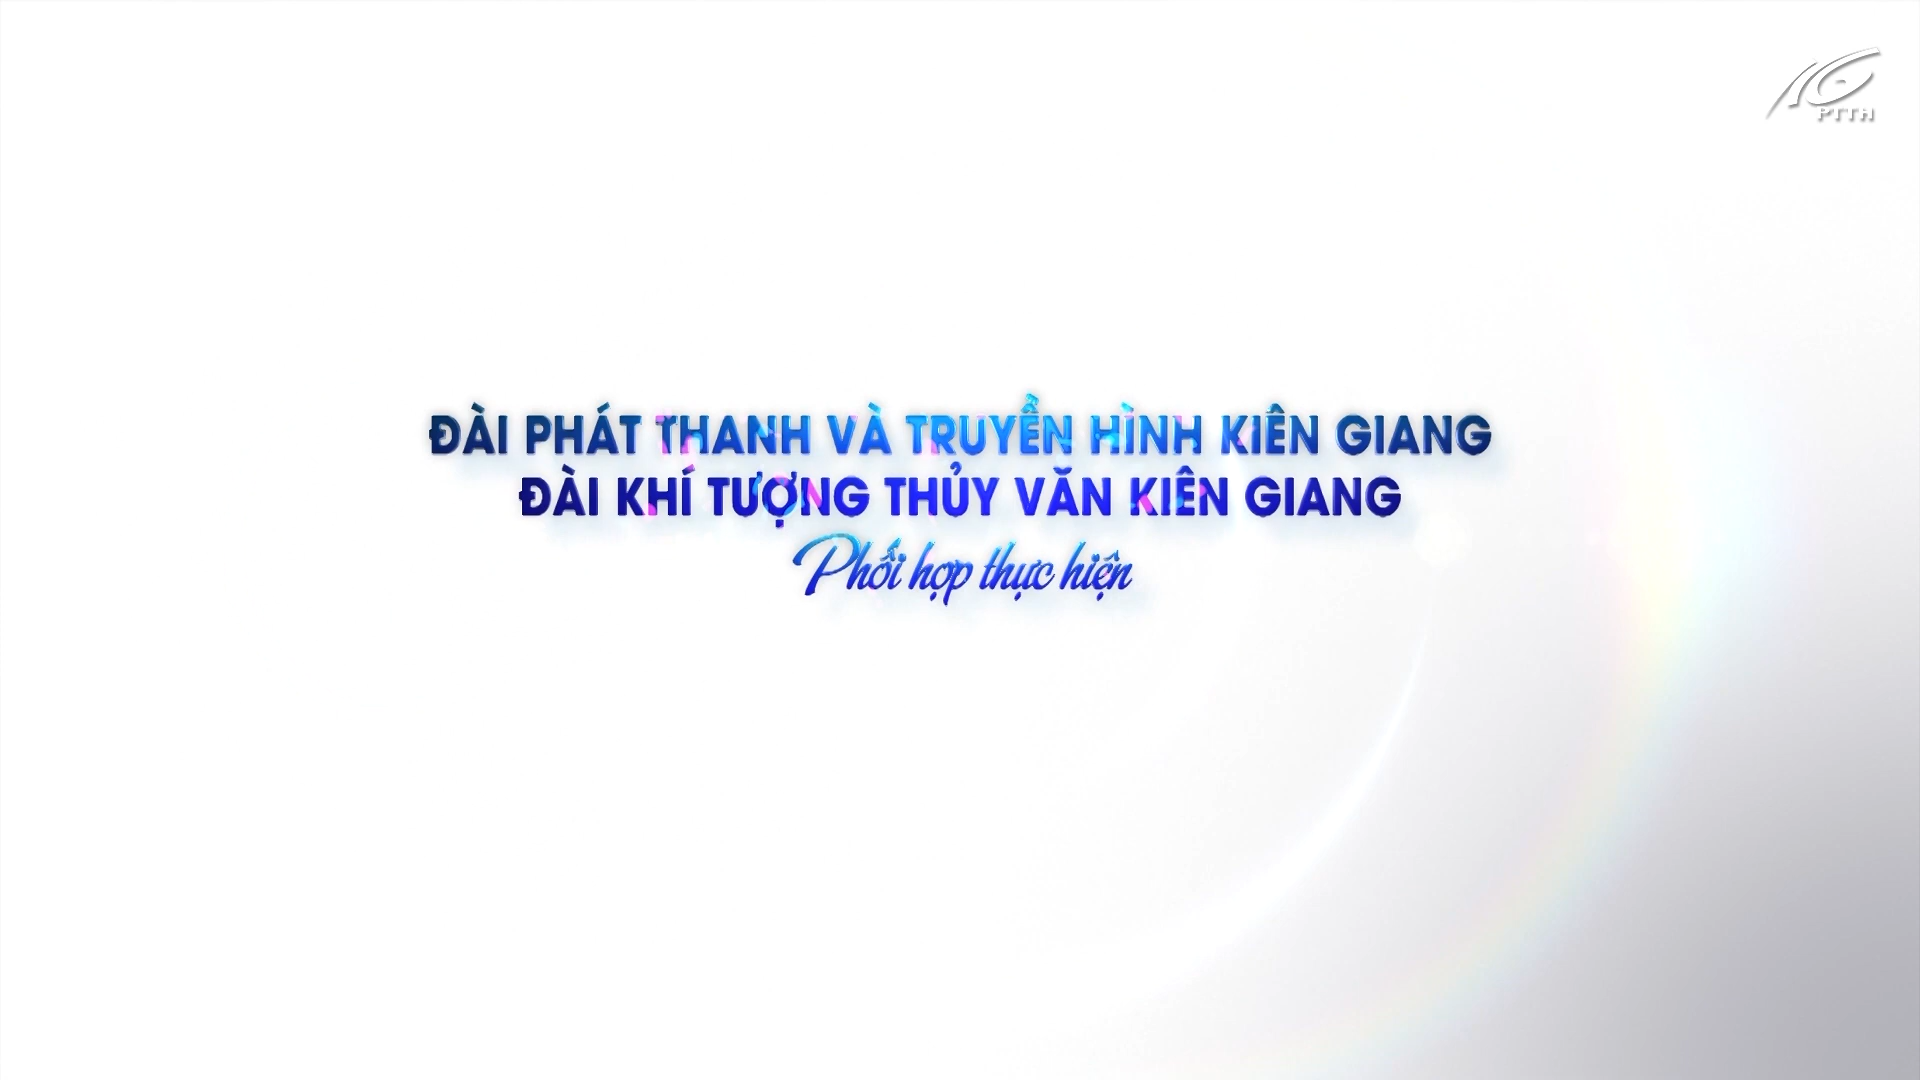 PTTH
ĐÀI PHÁT THANH VÀ TRUYỀN HÌNH KIÊN GIANG
ĐÀI KHÍ TƯỢNG THỦY VĂN KIÊN GIANG
Phối hợp thực hiện